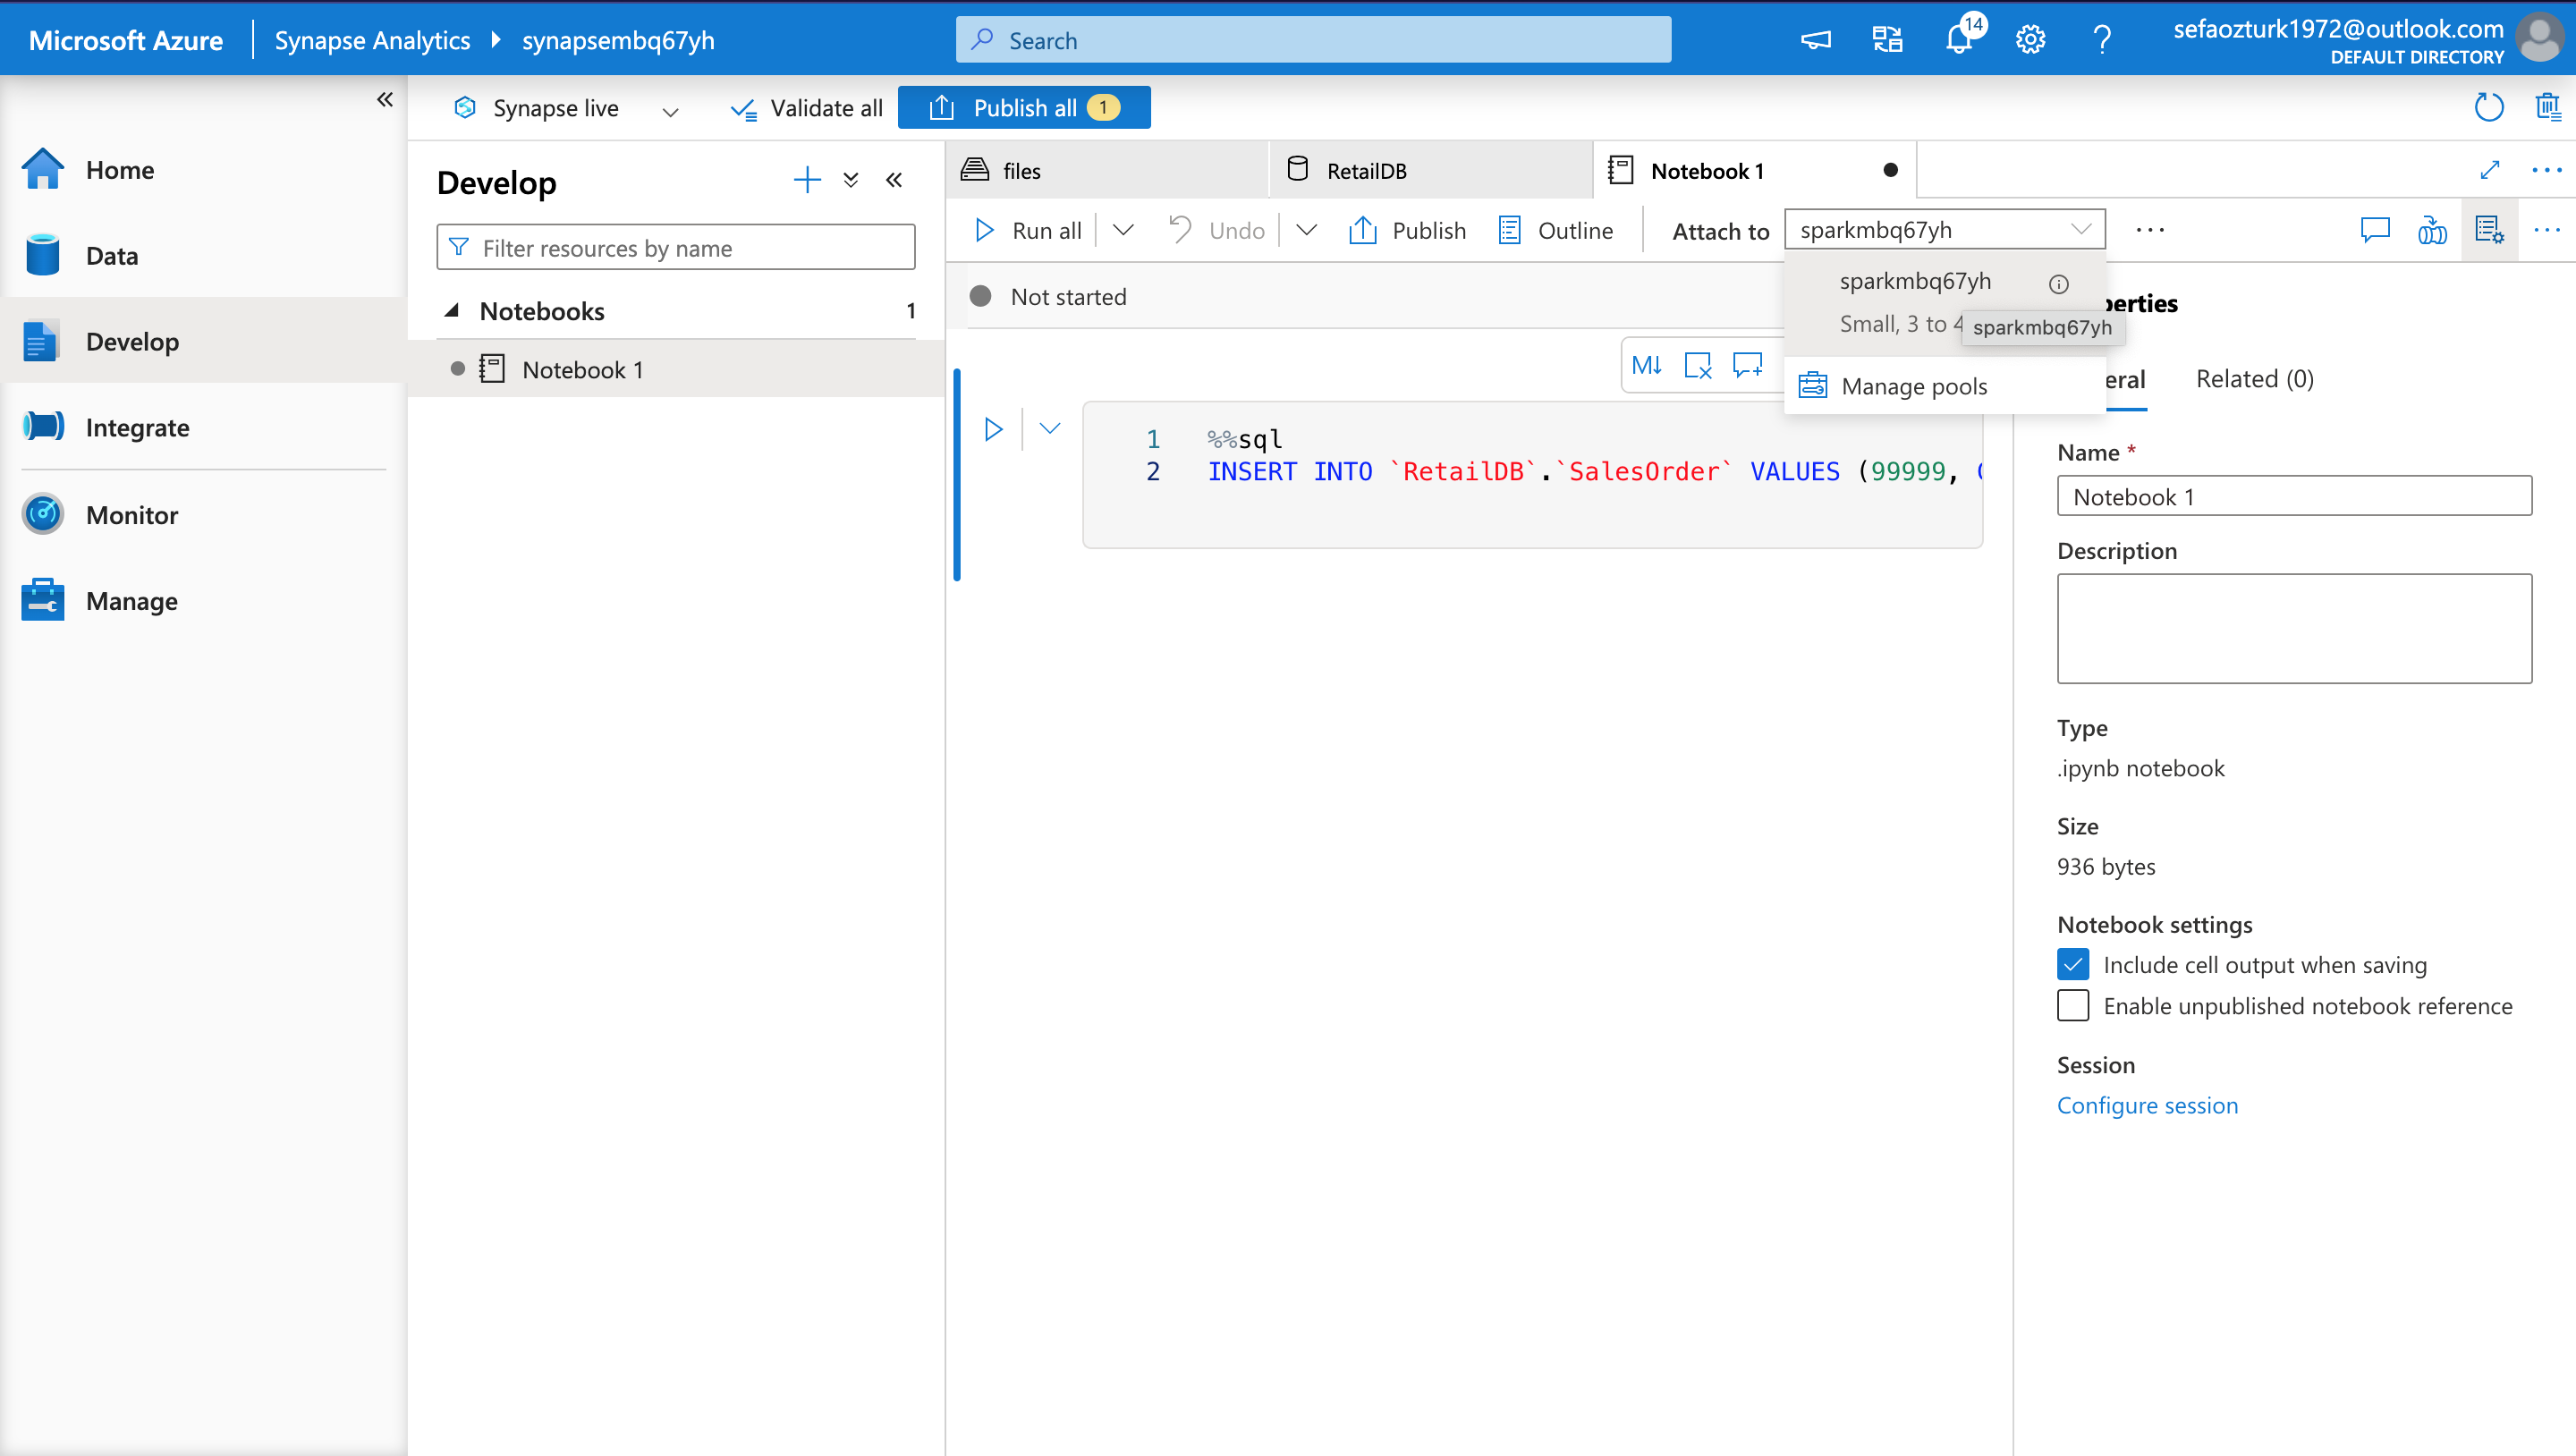 Microsoft Azure
Synapse Analytics
synapsembq67yh
Search
14
sefaozturk1972@outlook.com
DEFAULT DIRECTORY
Synapse live
Validate all
Publish all 1
Home
Data
Develop
Integrate
Monitor
Manage
Develop
Filter resources by name
Notebooks 1
Notebook 1
files
RetailDB
Notebook 1
Run all
Undo
Publish
Outline
Attach to
sparkmbq67yh
Not started
sparkmbq67yh
Small, 3 to 4
sparkmbq67yh
Manage pools
M↓
1 %%sql
2 INSERT INTO `RetailDB`.`SalesOrder` VALUES (99999,
perties
eral
Related (0)
Name *
Notebook 1
Description
Type
.ipynb notebook
Size
936 bytes
Notebook settings
Include cell output when saving
Enable unpublished notebook reference
Session
Configure session